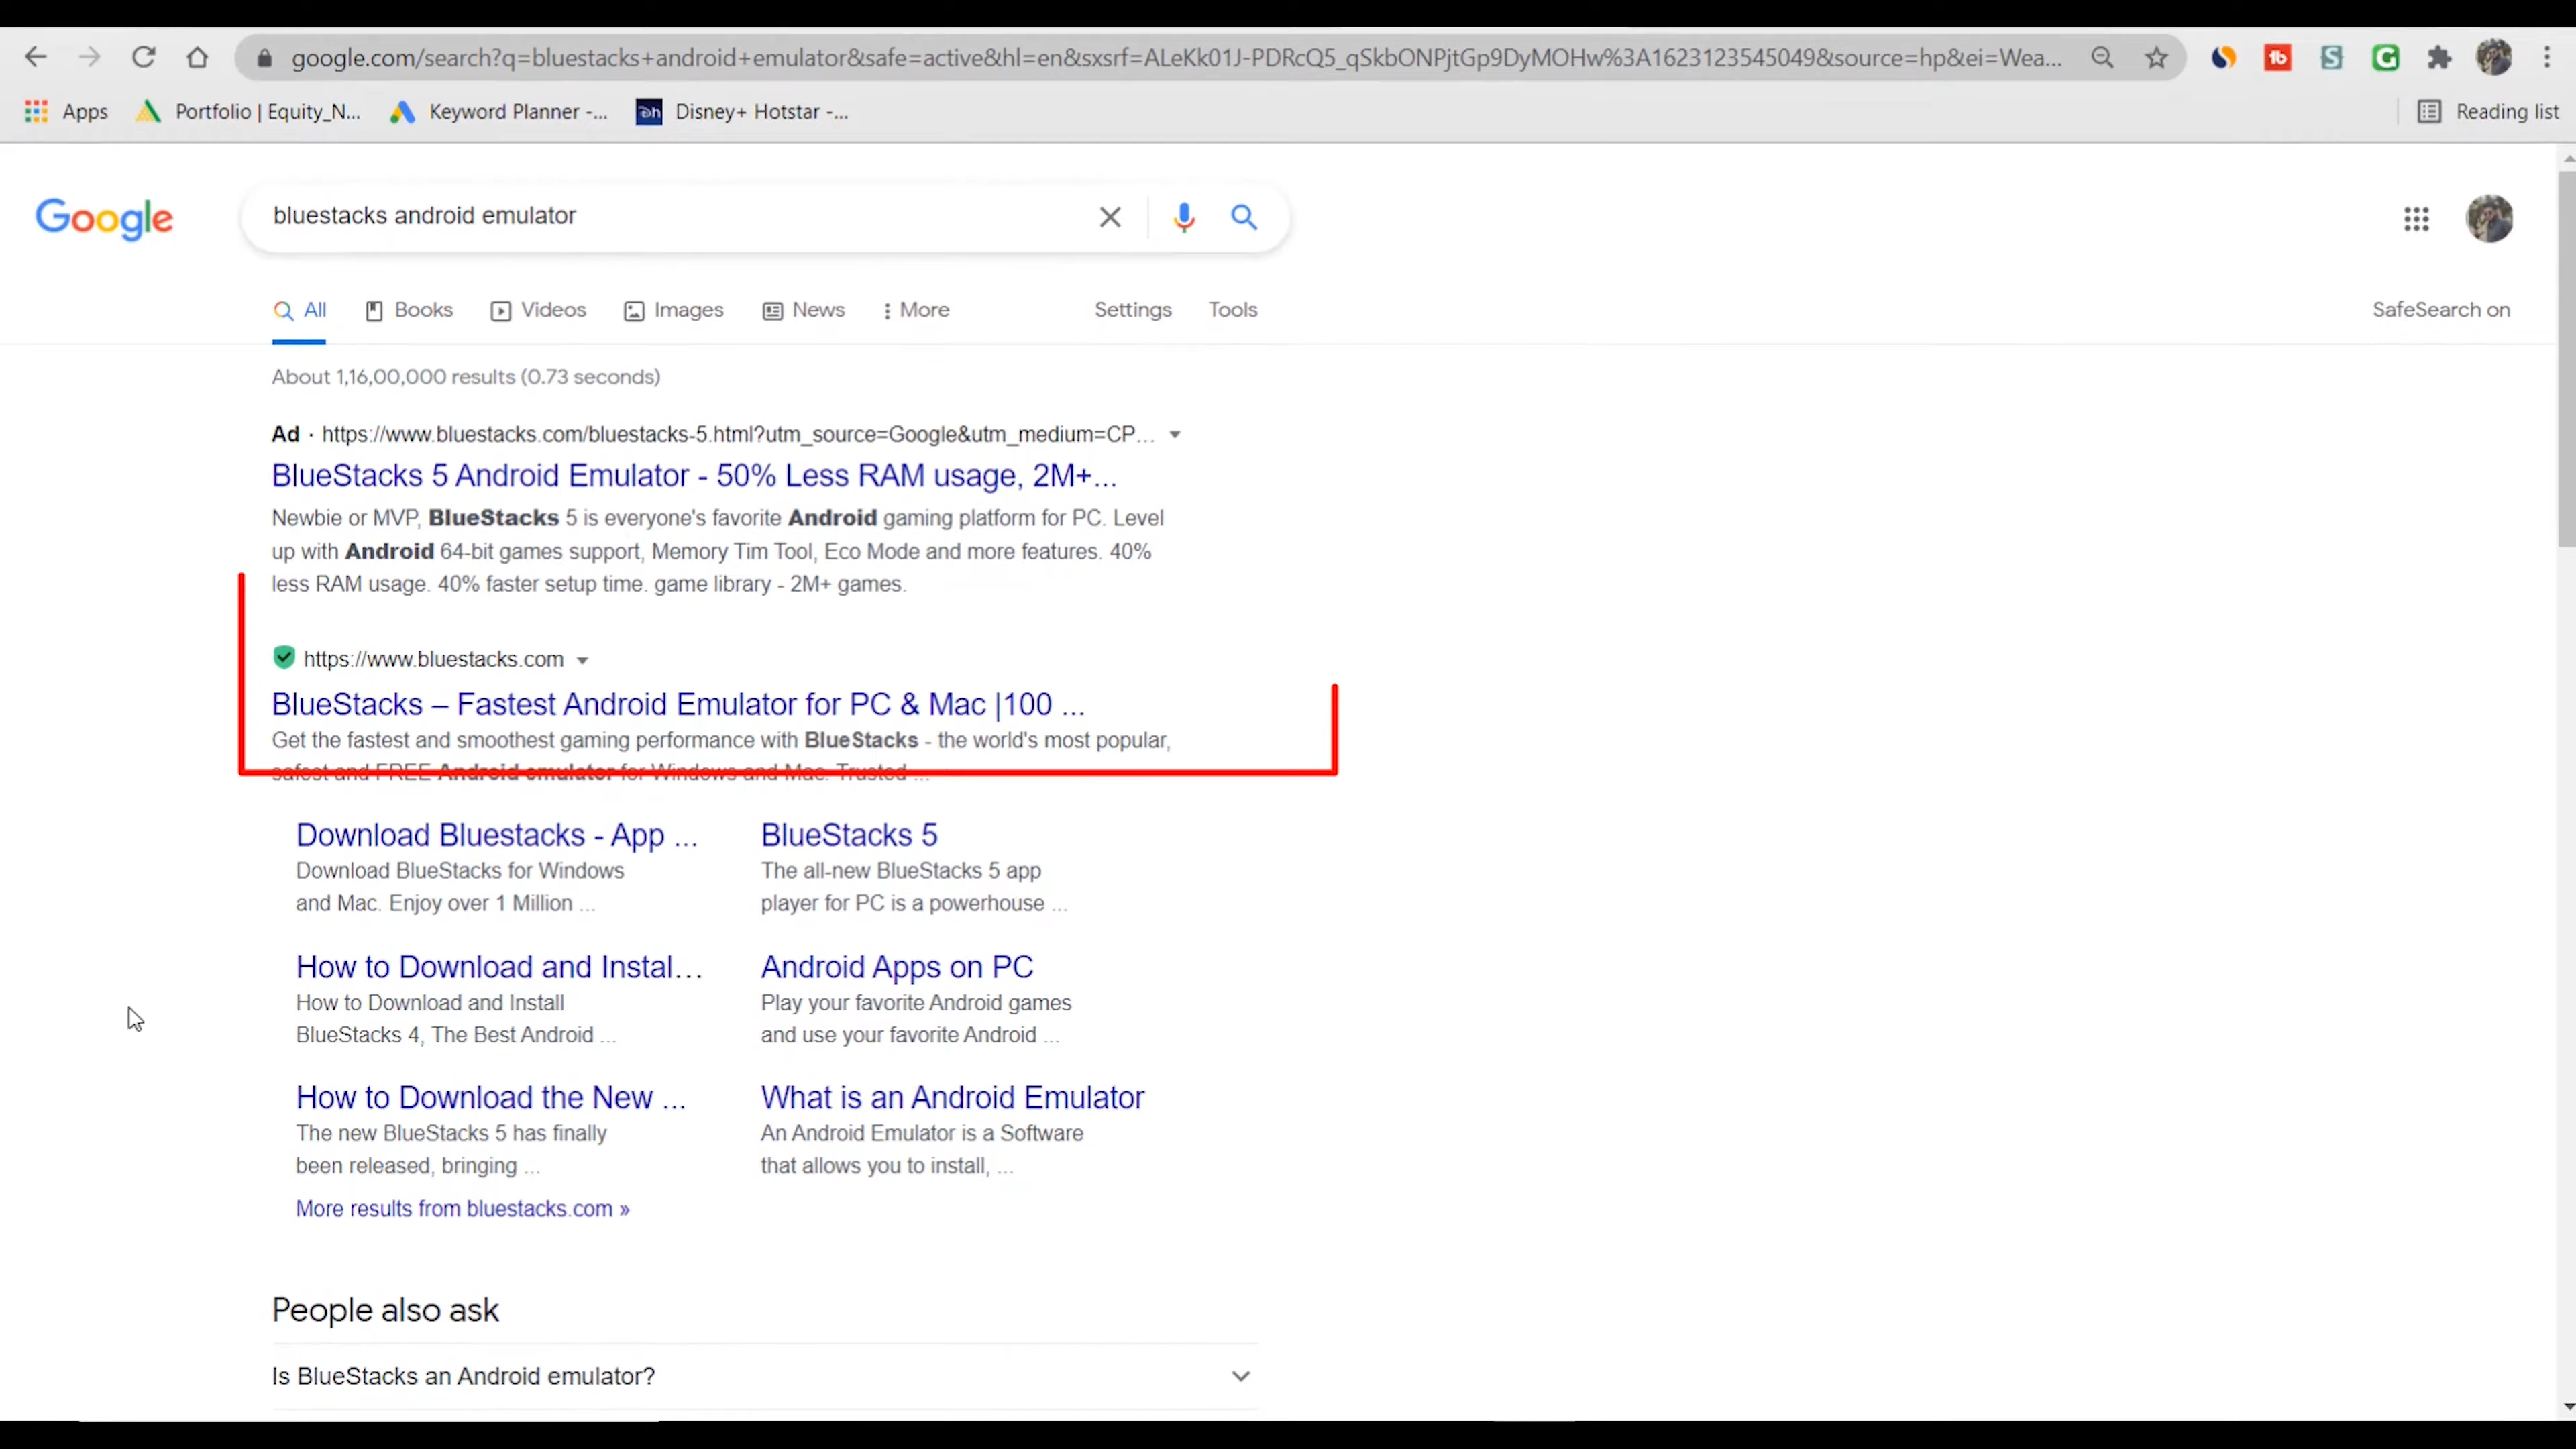 google.com/search?q=bluestacks+android+emulator&safe=active&hl=en&sxsrf=ALeKk01J-PDRcQ5_qSkbONPjtGp9DyMOHw%3A1623123545049&source=hp&ei=Wea...
Apps Portfolio | Equity_N... Keyword Planner -... Disney+ Hotstar -... Reading list
Google bluestacks android emulator
All Books Videos Images News More Settings Tools SafeSearch on
About 1,16,00,000 results (0.73 seconds)
Ad · https://www.bluestacks.com/bluestacks-5.html?utm_source=Google&utm_medium=CP...
BlueStacks 5 Android Emulator - 50% Less RAM usage, 2M+...
Newbie or MVP, BlueStacks 5 is everyone's favorite Android gaming platform for PC. Level
up with Android 64-bit games support, Memory Tim Tool, Eco Mode and more features. 40%
less RAM usage. 40% faster setup time. game library - 2M+ games.
https://www.bluestacks.com
BlueStacks – Fastest Android Emulator for PC & Mac |100 ...
Get the fastest and smoothest gaming performance with BlueStacks - the world's most popular,
safest and FREE Android emulator for Windows and Mac. Trusted ...
Download Bluestacks - App ...
Download BlueStacks for Windows
and Mac. Enjoy over 1 Million ...
BlueStacks 5
The all-new BlueStacks 5 app
player for PC is a powerhouse ...
How to Download and Instal...
How to Download and Install
BlueStacks 4, The Best Android ...
Android Apps on PC
Play your favorite Android games
and use your favorite Android ...
How to Download the New ...
The new BlueStacks 5 has finally
been released, bringing ...
What is an Android Emulator
An Android Emulator is a Software
that allows you to install, ...
More results from bluestacks.com »
People also ask
Is BlueStacks an Android emulator?